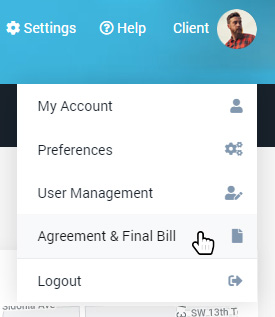 Settings Help Client
My Account
Preferences
User Management
Agreement & Final Bill
Logout
Sidonia Ave
SW 13th T